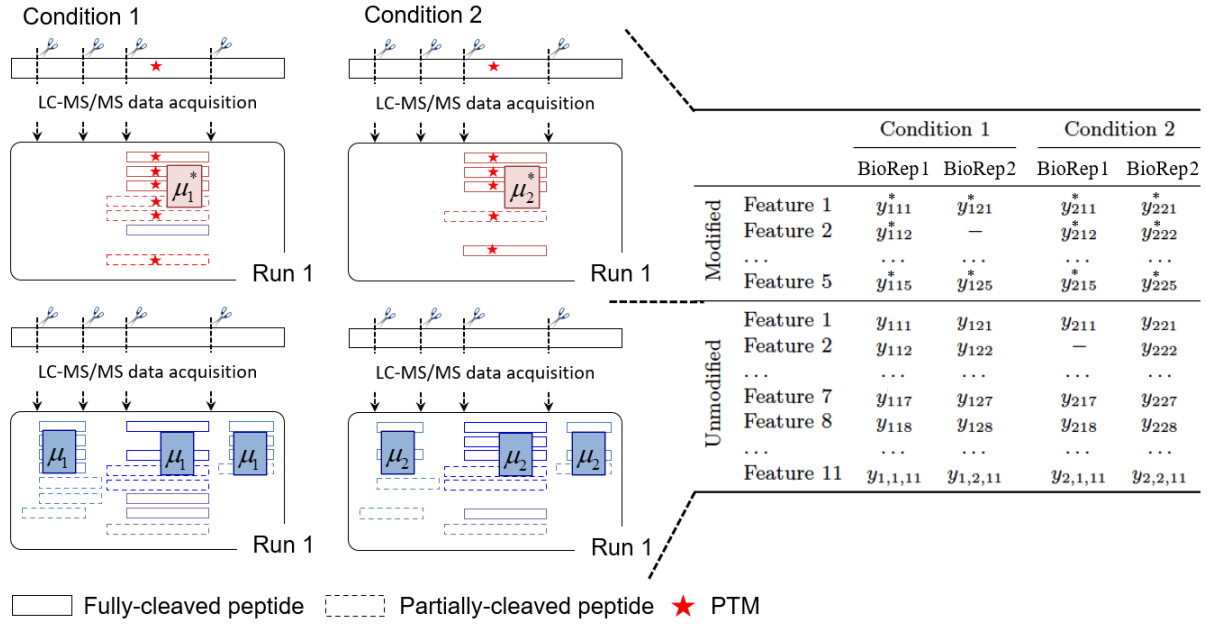 Condition 1
Condition 2
LC-MS/MS data acquisition
LC-MS/MS data acquisition
μ₁*
μ₂*
Run 1
Run 1
LC-MS/MS data acquisition
LC-MS/MS data acquisition
μ₁ μ₁ μ₁
μ₂ μ₂ μ₂
Run 1
Run 1
Fully-cleaved peptide
Partially-cleaved peptide
PTM
Condition 1 Condition 2
BioRep1 BioRep2 BioRep1 BioRep2
Modified
Feature 1 y*₁₁₁ y*₁₂₁ y*₂₁₁ y*₂₂₁
Feature 2 y*₁₁₂ – y*₂₁₂ y*₂₂₂
... ... ... ... ...
Feature 5 y*₁₁₅ y*₁₂₅ y*₂₁₅ y*₂₂₅
Unmodified
Feature 1 y₁₁₁ y₁₂₁ y₂₁₁ y₂₂₁
Feature 2 y₁₁₂ y₁₂₂ – y₂₂₂
... ... ... ... ...
Feature 7 y₁₁₇ y₁₂₇ y₂₁₇ y₂₂₇
Feature 8 y₁₁₈ y₁₂₈ y₂₁₈ y₂₂₈
... ... ... ... ...
Feature 11 y₁,₁,₁₁ y₁,₂,₁₁ y₂,₁,₁₁ y₂,₂,₁₁